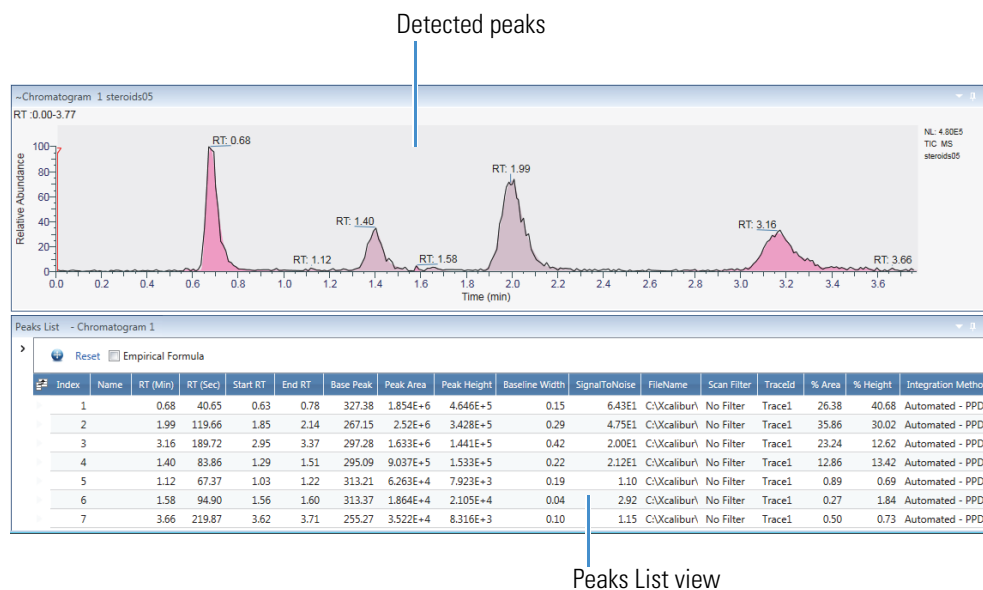 Detected peaks
~Chromatogram 1 steroids05
RT :0.00-3.77
NL: 4.80E5
TIC MS
steroids05
Relative Abundance
100
80
60
40
20
0
RT: 0.68
RT: 1.12
RT: 1.40
RT: 1.58
RT: 1.99
RT: 3.16
RT: 3.66
0.0 0.2 0.4 0.6 0.8 1.0 1.2 1.4 1.6 1.8 2.0 2.2 2.4 2.6 2.8 3.0 3.2 3.4 3.6
Time (min)
Peaks List - Chromatogram 1
Reset Empirical Formula
Index Name RT (Min) RT (Sec) Start RT End RT Base Peak Peak Area Peak Height Baseline Width SignalToNoise FileName Scan Filter TraceId % Area % Height Integration Metho
1 0.68 40.65 0.63 0.78 327.38 1.854E+6 4.646E+5 0.15 6.43E1 C:\Xcalibur\ No Filter Trace1 26.38 40.68 Automated - PPD
2 1.99 119.66 1.85 2.14 267.15 2.52E+6 3.428E+5 0.29 4.75E1 C:\Xcalibur\ No Filter Trace1 35.86 30.02 Automated - PPD
3 3.16 189.72 2.95 3.37 297.28 1.633E+6 1.441E+5 0.42 2.00E1 C:\Xcalibur\ No Filter Trace1 23.24 12.62 Automated - PPD
4 1.40 83.86 1.29 1.51 295.09 9.037E+5 1.533E+5 0.22 2.12E1 C:\Xcalibur\ No Filter Trace1 12.86 13.42 Automated - PPD
5 1.12 67.37 1.03 1.22 313.21 6.263E+4 7.923E+3 0.19 1.10 C:\Xcalibur\ No Filter Trace1 0.89 0.69 Automated - PPD
6 1.58 94.90 1.56 1.60 313.37 1.864E+4 2.105E+4 0.04 2.92 C:\Xcalibur\ No Filter Trace1 0.27 1.84 Automated - PPD
7 3.66 219.87 3.62 3.71 255.27 3.522E+4 8.316E+3 0.10 1.15 C:\Xcalibur\ No Filter Trace1 0.50 0.73 Automated - PPD
Peaks List view